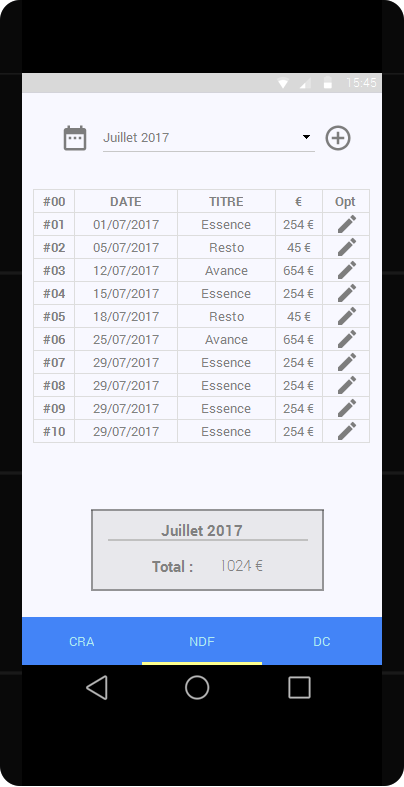 15:45
Juillet 2017
#00 DATE TITRE € Opt
#01 01/07/2017 Essence 254 €
#02 05/07/2017 Resto 45 €
#03 12/07/2017 Avance 654 €
#04 15/07/2017 Essence 254 €
#05 18/07/2017 Resto 45 €
#06 25/07/2017 Avance 654 €
#07 29/07/2017 Essence 254 €
#08 29/07/2017 Essence 254 €
#09 29/07/2017 Essence 254 €
#10 29/07/2017 Essence 254 €
Juillet 2017
Total : 1024 €
CRA NDF DC